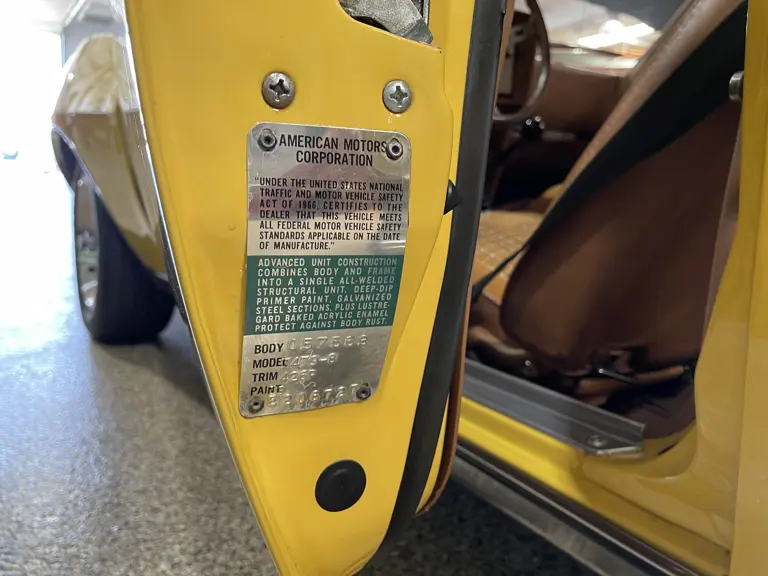 AMERICAN MOTORS
CORPORATION
"UNDER THE UNITED STATES NATIONAL
TRAFFIC AND MOTOR VEHICLE SAFETY
ACT OF 1966, CERTIFIES TO THE
DEALER THAT THIS VEHICLE MEETS
ALL FEDERAL MOTOR VEHICLE SAFETY
STANDARDS APPLICABLE ON THE DATE
OF MANUFACTURE."
ADVANCED UNIT CONSTRUCTION
COMBINES BODY AND FRAME
INTO A SINGLE ALL-WELDED
STRUCTURAL UNIT. DEEP-DIP
PRIMER PAINT, GALVANIZED
STEEL SECTIONS, PLUS LUSTRE-
GARD BAKED ACRYLIC ENAMEL
PROTECT AGAINST BODY RUST.
BODY
MODEL
TRIM
PAINT